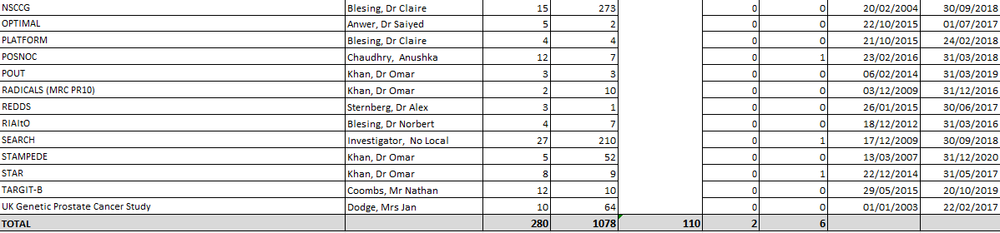 NSCCG Blesing, Dr Claire 15 273 0 0 20/02/2004 30/09/2018
OPTIMAL Anwer, Dr Saiyed 5 2 0 0 22/10/2015 01/07/2017
PLATFORM Blesing, Dr Claire 4 4 0 0 21/10/2015 24/02/2018
POSNOC Chaudhry,  Anushka 12 7 0 1 23/02/2016 31/03/2018
POUT Khan, Dr Omar 3 3 0 0 06/02/2014 31/03/2019
RADICALS (MRC PR10) Khan, Dr Omar 2 10 0 0 03/12/2009 31/12/2016
REDDS Sternberg, Dr Alex 3 1 0 0 26/01/2015 30/06/2017
RIAltO Blesing, Dr Norbert 4 7 0 0 18/12/2012 31/03/2016
SEARCH Investigator,  No Local 27 210 0 1 17/12/2009 30/09/2018
STAMPEDE Khan, Dr Omar 5 52 0 0 13/03/2007 31/12/2020
STAR Khan, Dr Omar 8 9 0 1 22/12/2014 31/05/2017
TARGIT-B Coombs, Mr Nathan 12 10 0 0 29/05/2015 20/10/2019
UK Genetic Prostate Cancer Study Dodge, Mrs Jan 10 64 0 0 01/01/2003 22/02/2017
TOTAL 280 1078 110 2 6